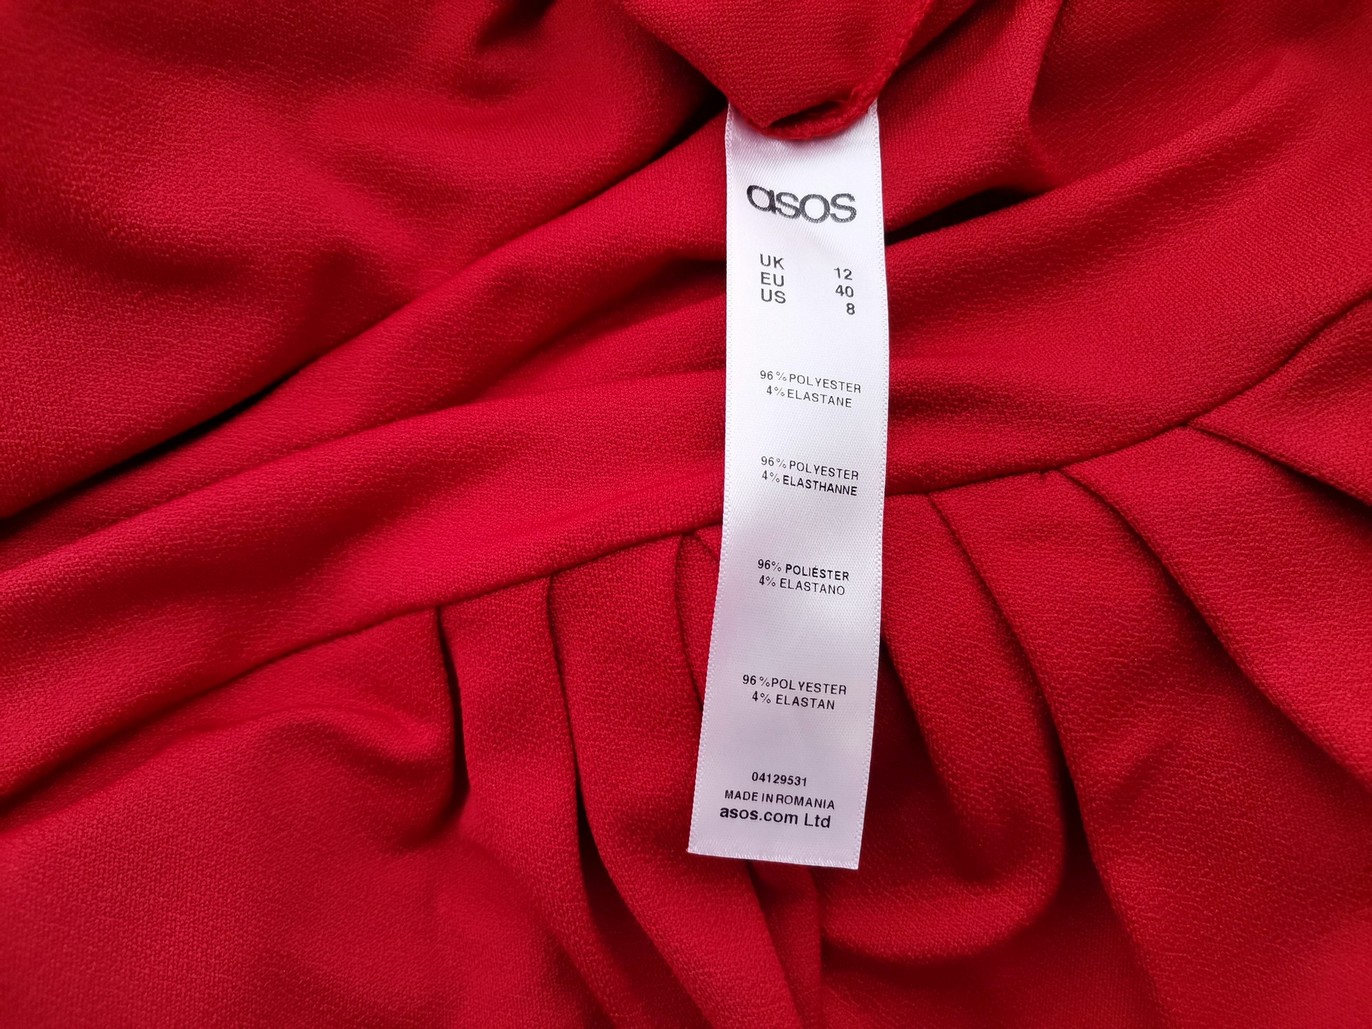 asos
UK 12
EU 40
US 8
96% POLYESTER
4% ELASTANE
96% POLYESTER
4% ELASTHANNE
96% POLIÉSTER
4% ELASTANO
96% POLYESTER
4% ELASTAN
04129531
MADE IN ROMANIA
asos.com Ltd